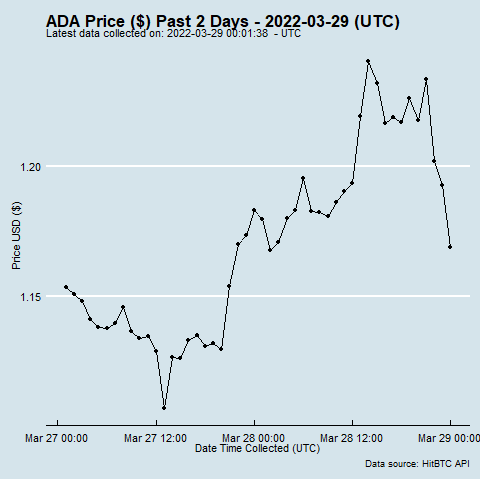 ADA Price ($) Past 2 Days - 2022-03-29 (UTC)
Latest data collected on: 2022-03-29 00:01:38 - UTC
1.20
1.15
Price USD ($)
Mar 27 00:00
Mar 27 12:00
Mar 28 00:00
Mar 28 12:00
Mar 29 00:00
Date Time Collected (UTC)
Data source: HitBTC API